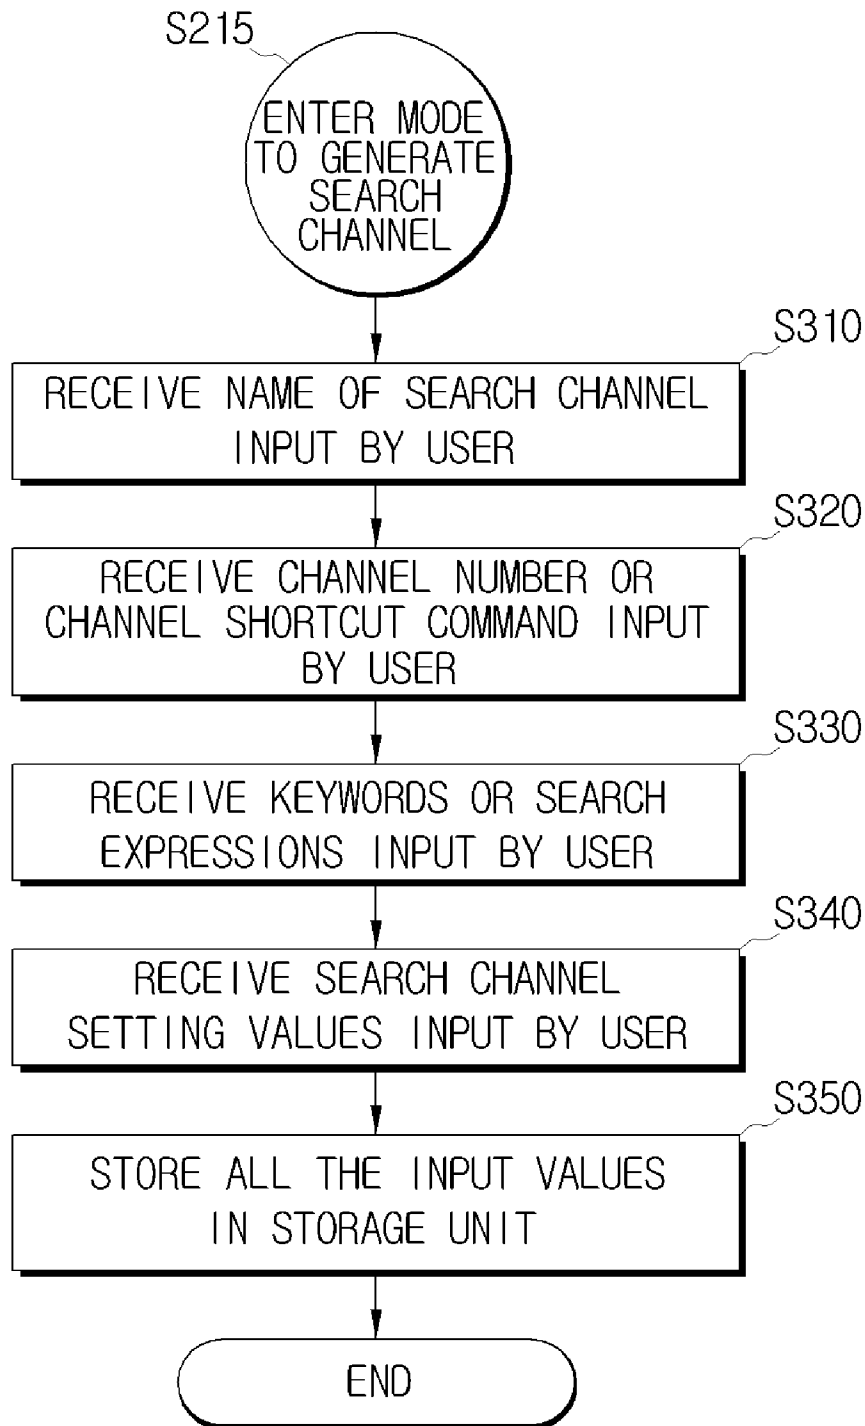 S215
ENTER MODE
TO GENERATE
SEARCH
CHANNEL
S310
RECEIVE NAME OF SEARCH CHANNEL
INPUT BY USER
S320
RECEIVE CHANNEL NUMBER OR
CHANNEL SHORTCUT COMMAND INPUT
BY USER
S330
RECEIVE KEYWORDS OR SEARCH
EXPRESSIONS INPUT BY USER
S340
RECEIVE SEARCH CHANNEL
SETTING VALUES INPUT BY USER
S350
STORE ALL THE INPUT VALUES
IN STORAGE UNIT
END